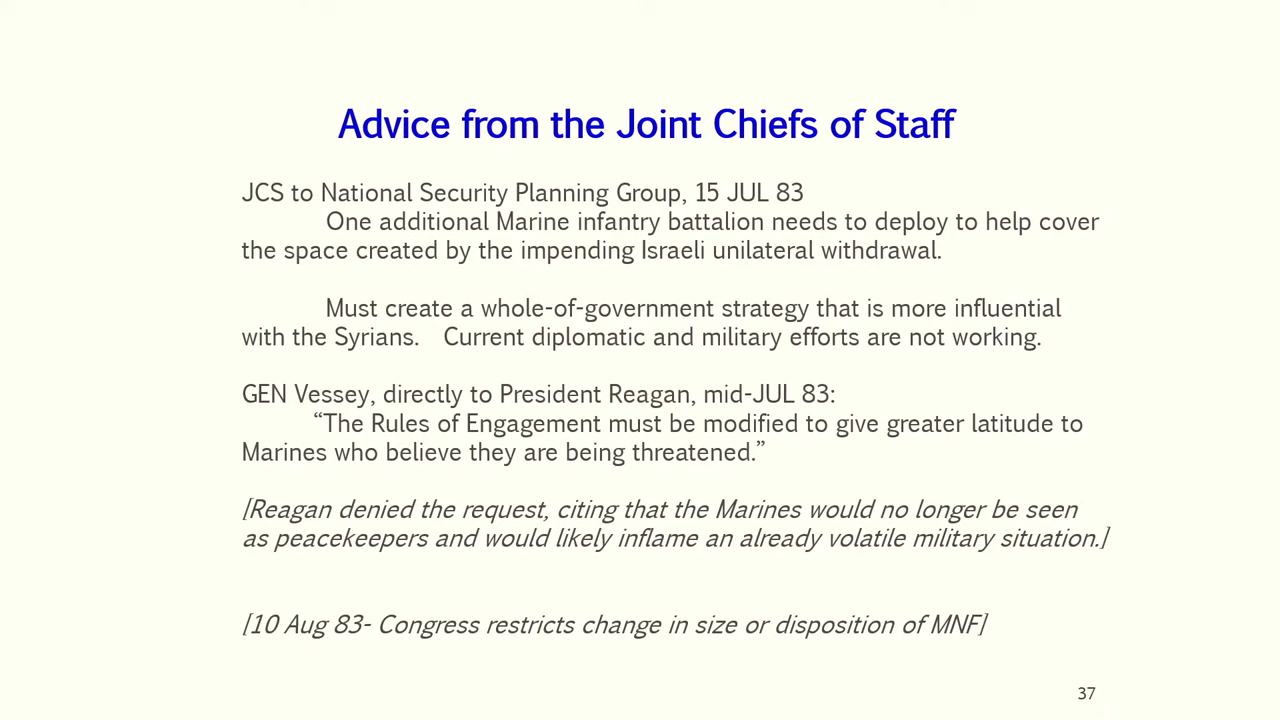 Advice from the Joint Chiefs of Staff
JCS to National Security Planning Group, 15 JUL 83
One additional Marine infantry battalion needs to deploy to help cover
the space created by the impending Israeli unilateral withdrawal.
Must create a whole-of-government strategy that is more influential
with the Syrians. Current diplomatic and military efforts are not working.
GEN Vessey, directly to President Reagan, mid-JUL 83:
“The Rules of Engagement must be modified to give greater latitude to
Marines who believe they are being threatened.”
[Reagan denied the request, citing that the Marines would no longer be seen
as peacekeepers and would likely inflame an already volatile military situation.]
[10 Aug 83- Congress restricts change in size or disposition of MNF]
37